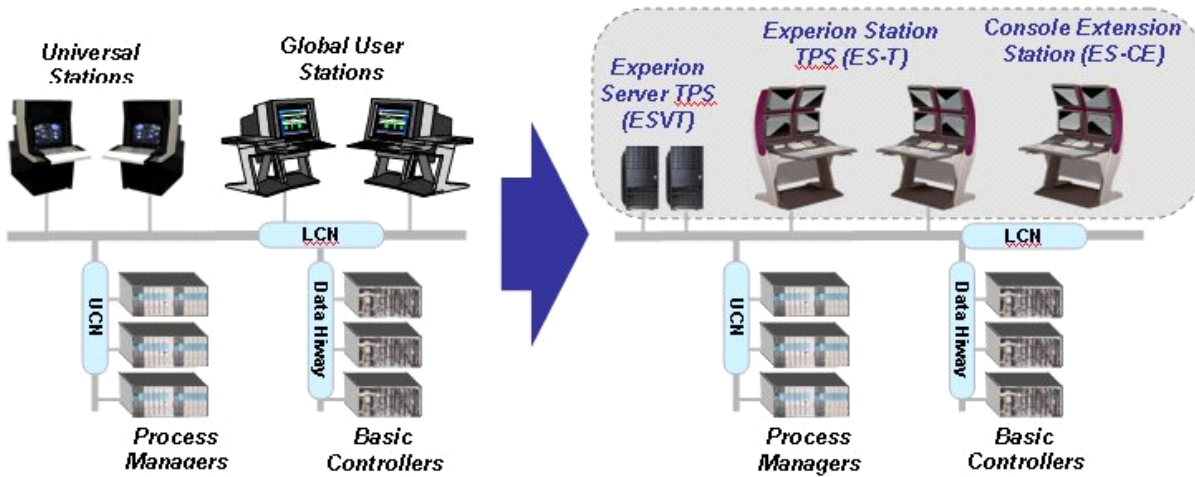 Universal
Stations
Global User
Stations
LCN
UCN
Data Hiway
Process
Managers
Basic
Controllers
Experion
Server TPS
(ESVT)
Experion Station
TPS (ES-T)
Console Extension
Station (ES-CE)
LCN
UCN
Data Hiway
Process
Managers
Basic
Controllers